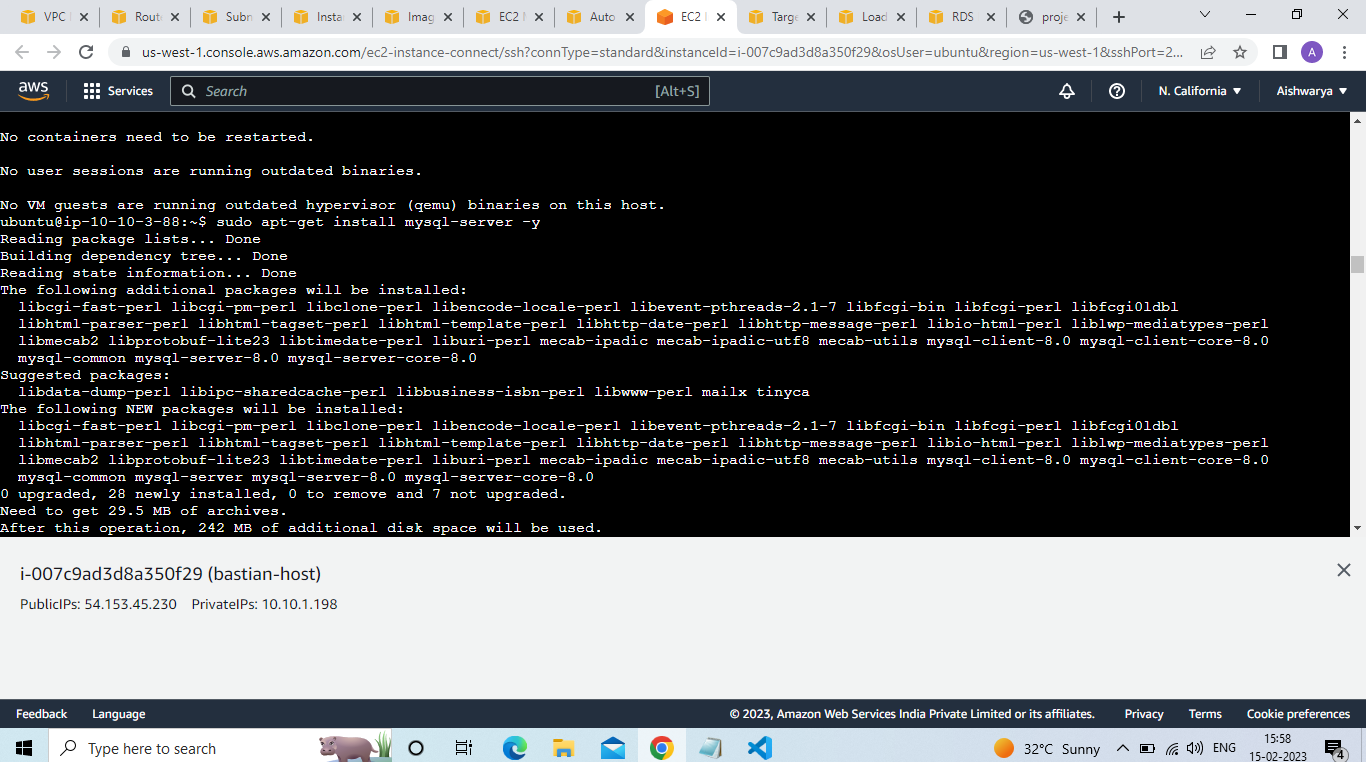 VPC
Rout
Subn
Insta
Imag
EC2
Auto
EC2
Targe
Load
RDS
proje
us-west-1.console.aws.amazon.com/ec2-instance-connect/ssh?connType=standard&instanceId=i-007c9ad3d8a350f29&osUser=ubuntu&region=us-west-1&sshPort=2...
A
aws
Services
Search
[Alt+S]
N. California
Aishwarya
No containers need to be restarted.
No user sessions are running outdated binaries.
No VM guests are running outdated hypervisor (qemu) binaries on this host.
ubuntu@ip-10-10-3-88:~$ sudo apt-get install mysql-server -y
Reading package lists... Done
Building dependency tree... Done
Reading state information... Done
The following additional packages will be installed:
libcgi-fast-perl libcgi-pm-perl libclone-perl libencode-locale-perl libevent-pthreads-2.1-7 libfcgi-bin libfcgi-perl libfcgi0ldbl
libhtml-parser-perl libhtml-tagset-perl libhtml-template-perl libhttp-date-perl libhttp-message-perl libio-html-perl liblwp-mediatypes-perl
libmecab2 libprotobuf-lite23 libtimedate-perl liburi-perl mecab-ipadic mecab-ipadic-utf8 mecab-utils mysql-client-8.0 mysql-client-core-8.0
mysql-common mysql-server-8.0 mysql-server-core-8.0
Suggested packages:
libdata-dump-perl libipc-sharedcache-perl libbusiness-isbn-perl libwww-perl mailx tinyca
The following NEW packages will be installed:
libcgi-fast-perl libcgi-pm-perl libclone-perl libencode-locale-perl libevent-pthreads-2.1-7 libfcgi-bin libfcgi-perl libfcgi0ldbl
libhtml-parser-perl libhtml-tagset-perl libhtml-template-perl libhttp-date-perl libhttp-message-perl libio-html-perl liblwp-mediatypes-perl
libmecab2 libprotobuf-lite23 libtimedate-perl liburi-perl mecab-ipadic mecab-ipadic-utf8 mecab-utils mysql-client-8.0 mysql-client-core-8.0
mysql-common mysql-server mysql-server-8.0 mysql-server-core-8.0
0 upgraded, 28 newly installed, 0 to remove and 7 not upgraded.
Need to get 29.5 MB of archives.
After this operation, 242 MB of additional disk space will be used.
i-007c9ad3d8a350f29 (bastian-host)
PublicIPs: 54.153.45.230 PrivateIPs: 10.10.1.198
Feedback
Language
© 2023, Amazon Web Services India Private Limited or its affiliates.
Privacy
Terms
Cookie preferences
Type here to search
32°C Sunny
ENG
15:58
15-02-2023
4